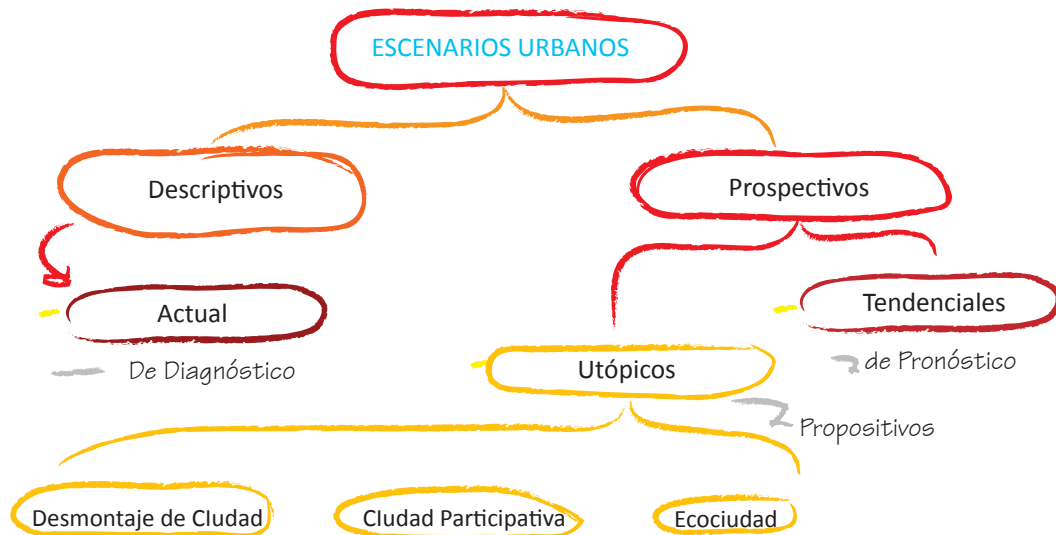 ESCENARIOS URBANOS
Descriptivos
Prospectivos
Actual
Tendenciales
De Diagnóstico
Utópicos
de Pronóstico
Propositivos
Desmontaje de CIudad
CIudad Participativa
Ecociudad